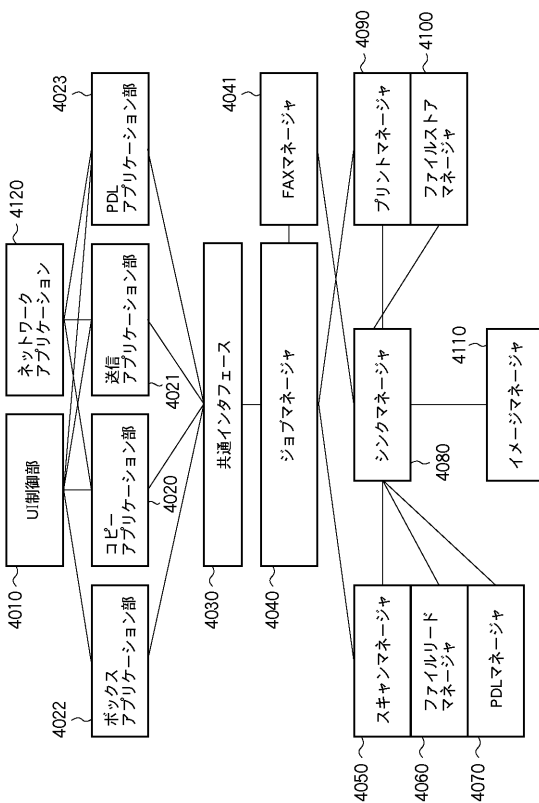 4010
UI制御部
4120
ネットワーク
アプリケーション
4022
ボックス
アプリケーション部
4020
コピー
アプリケーション部
4021
送信
アプリケーション部
4023
PDL
アプリケーション部
4030
共通インタフェース
4040
ジョブマネージャ
4041
FAXマネージャ
4050
スキャンマネージャ
4060
ファイルリード
マネージャ
4070
PDLマネージャ
4080
シンクマネージャ
4090
プリントマネージャ
4100
ファイルストア
マネージャ
4110
イメージマネージャ